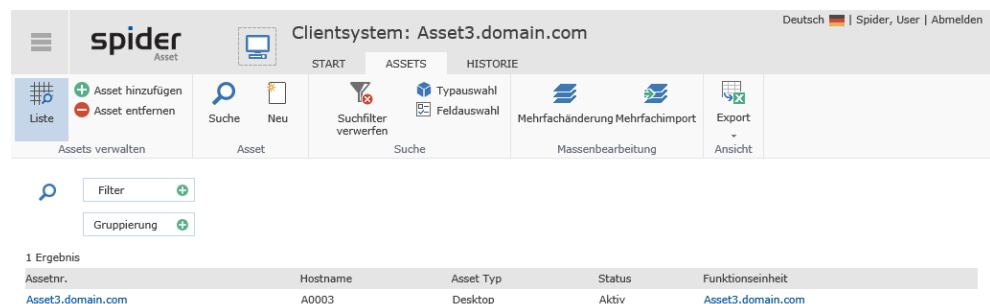 Deutsch | Spider, User | Abmelden
spider
Asset
Clientsystem: Asset3.domain.com
START ASSETS HISTORIE
Liste
Asset hinzufügen
Asset entfernen
Assets verwalten
Suche
Neu
Asset
Suchfilter
verwerfen
Typauswahl
Feldauswahl
Suche
Mehrfachänderung
Mehrfachimport
Massenbearbeitung
Export
Ansicht
Filter
Gruppierung
1 Ergebnis
Assetnr. Hostname Asset Typ Status Funktionseinheit
Asset3.domain.com A0003 Desktop Aktiv Asset3.domain.com